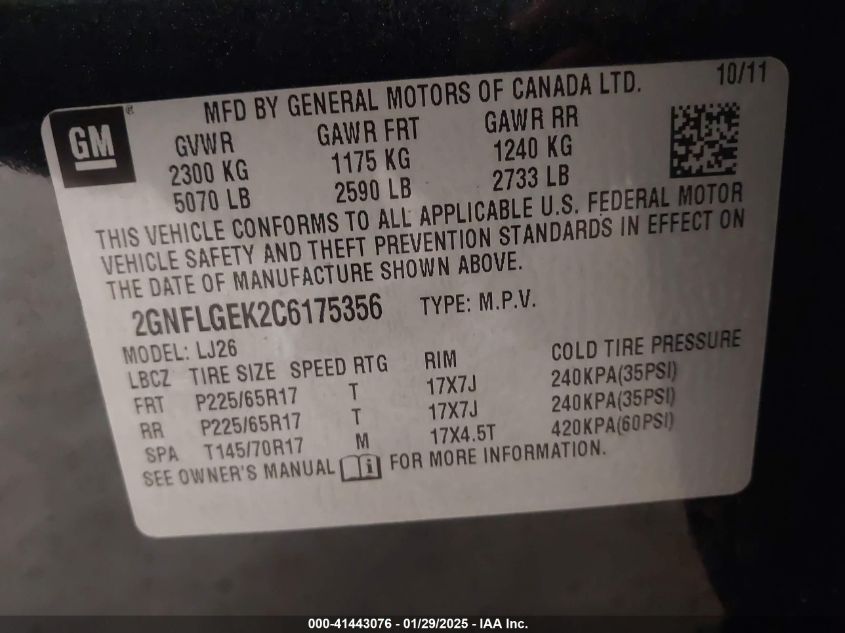 10/11
MFD BY GENERAL MOTORS OF CANADA LTD.
GM
GVWR GAWR FRT GAWR RR
2300 KG 1175 KG 1240 KG
5070 LB 2590 LB 2733 LB
THIS VEHICLE CONFORMS TO ALL APPLICABLE U.S. FEDERAL MOTOR
VEHICLE SAFETY AND THEFT PREVENTION STANDARDS IN EFFECT ON
THE DATE OF MANUFACTURE SHOWN ABOVE.
2GNFLGEK2C6175356 TYPE: M.P.V.
MODEL: LJ26
LBCZ TIRE SIZE SPEED RTG RIM COLD TIRE PRESSURE
FRT P225/65R17 T 17X7J 240KPA(35PSI)
RR P225/65R17 T 17X7J 240KPA(35PSI)
SPA T145/70R17 M 17X4.5T 420KPA(60PSI)
SEE OWNER'S MANUAL i FOR MORE INFORMATION.
000-41443076 - 01/29/2025 - IAA Inc.